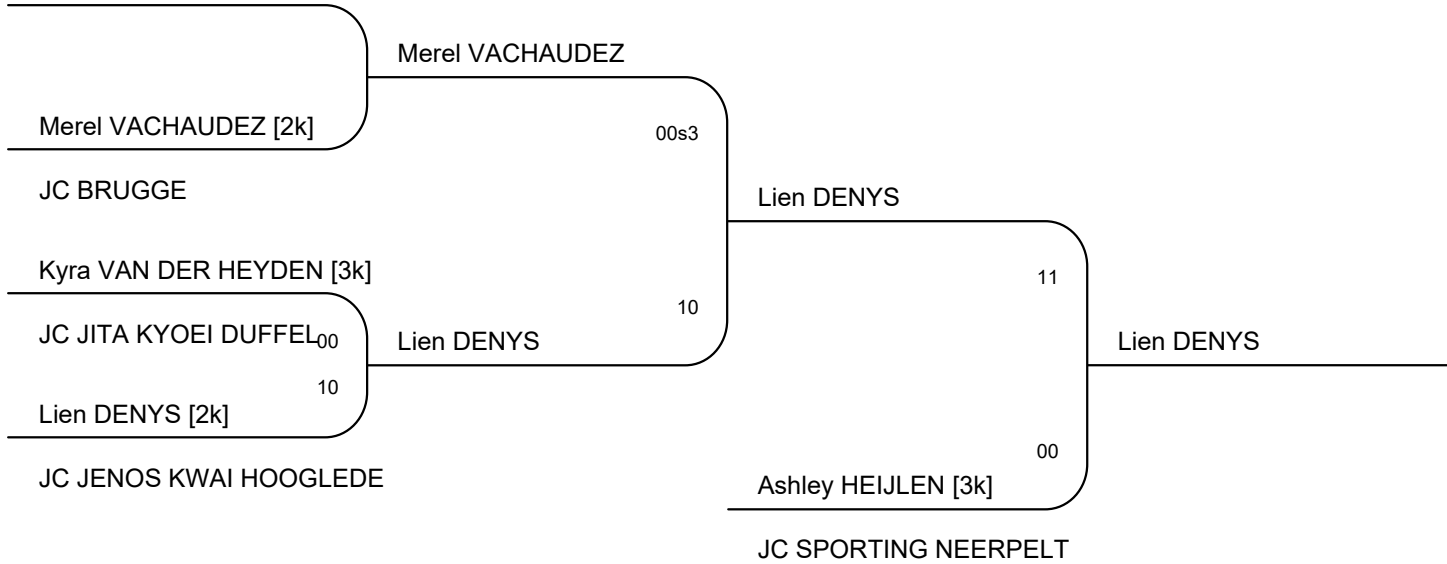 Merel VACHAUDEZ
Merel VACHAUDEZ [2k]
00s3
JC BRUGGE
Lien DENYS
Kyra VAN DER HEYDEN [3k]
11
10
JC JITA KYOEI DUFFEL
00
Lien DENYS
Lien DENYS
10
Lien DENYS [2k]
00
JC JENOS KWAI HOOGLEDE
Ashley HEIJLEN [3k]
JC SPORTING NEERPELT